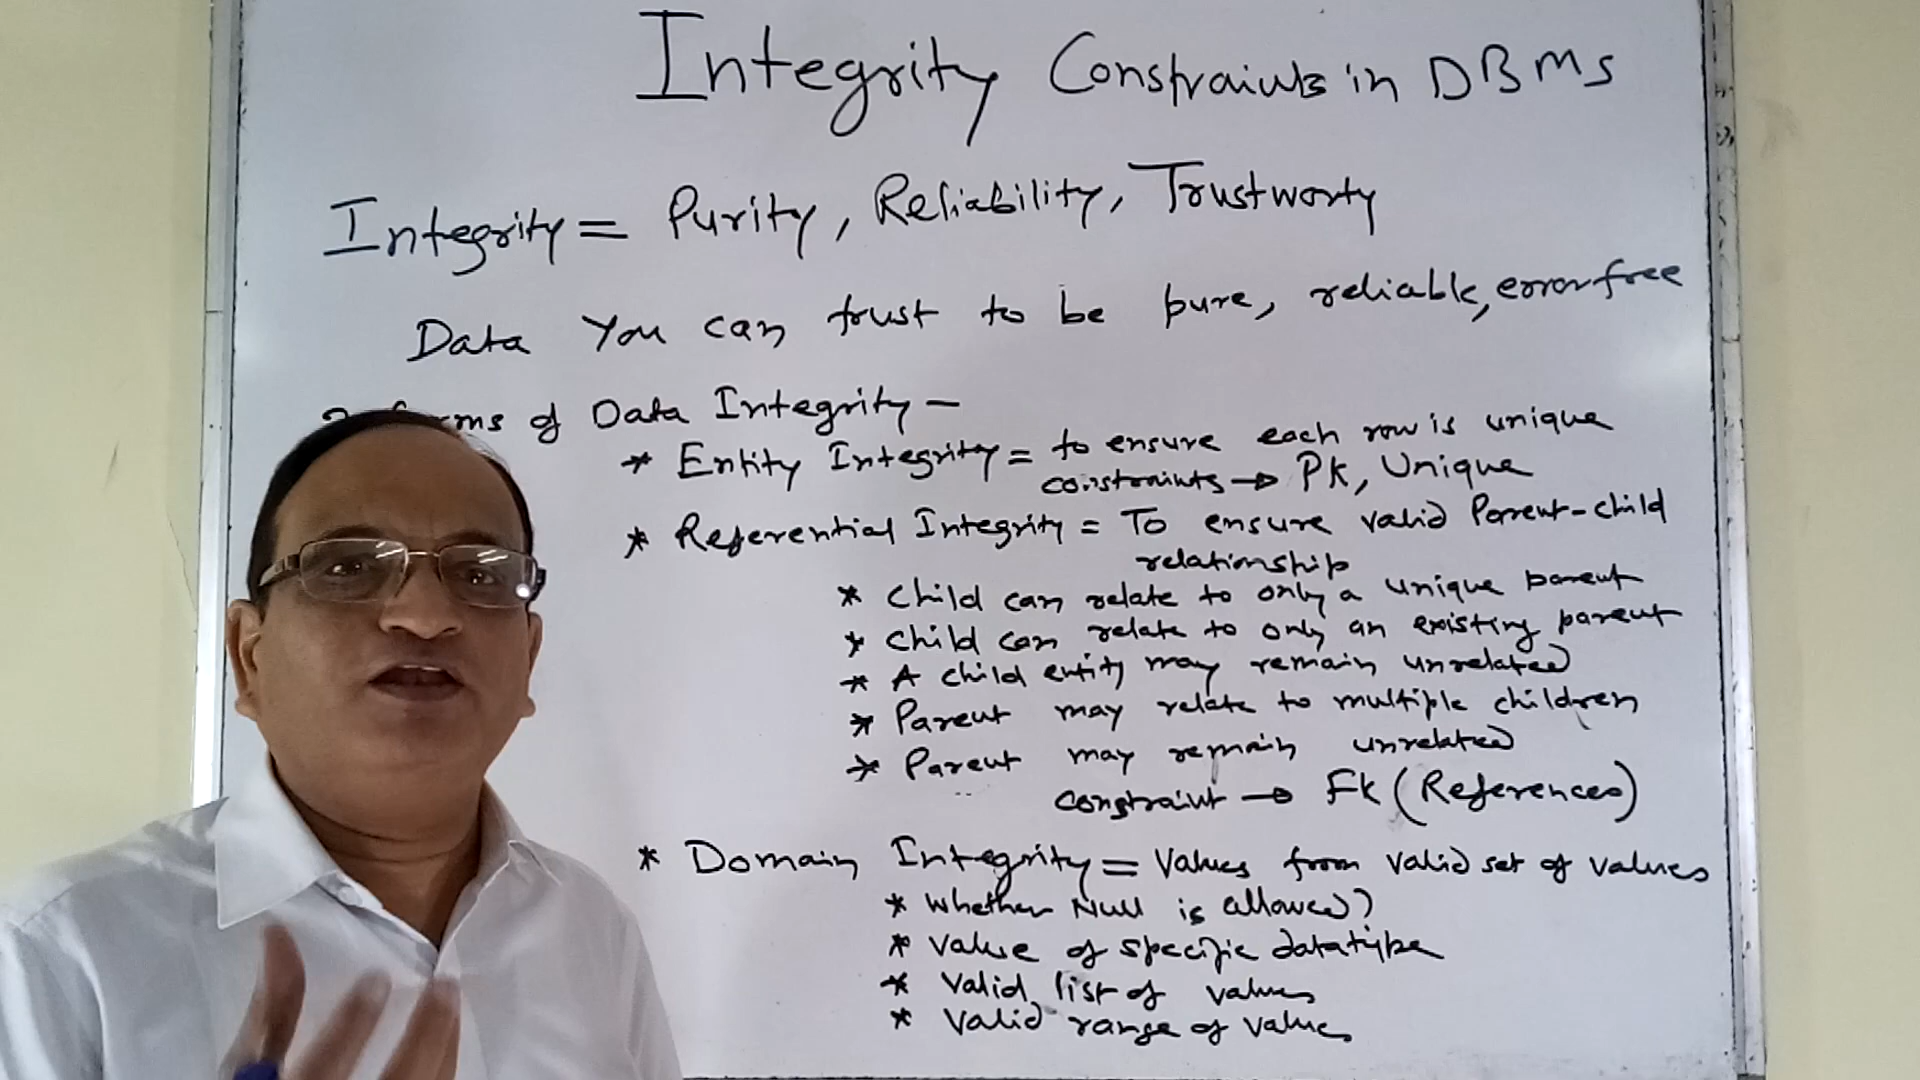 Integrity Constraints in DBMS
Integrity = Purity, Reliability, Trustworty
Data You can trust to be pure, reliable, error free
of Data Integrity -
* Entity Integrity = to ensure each row is unique
constraints → PK, Unique
* Referential Integrity = To ensure valid Parent-child
relationship
* Child can relate to only a unique parent
* Child can relate to only an existing parent
* A child entity may remain unrelated
* Parent may relate to multiple children
* Parent may remain unrelated
constraint → FK (References)
* Domain Integrity = Values from valid set of values
* Whether Null is allowed?
* Value of specific datatype
* Valid list of values
* Valid range of values